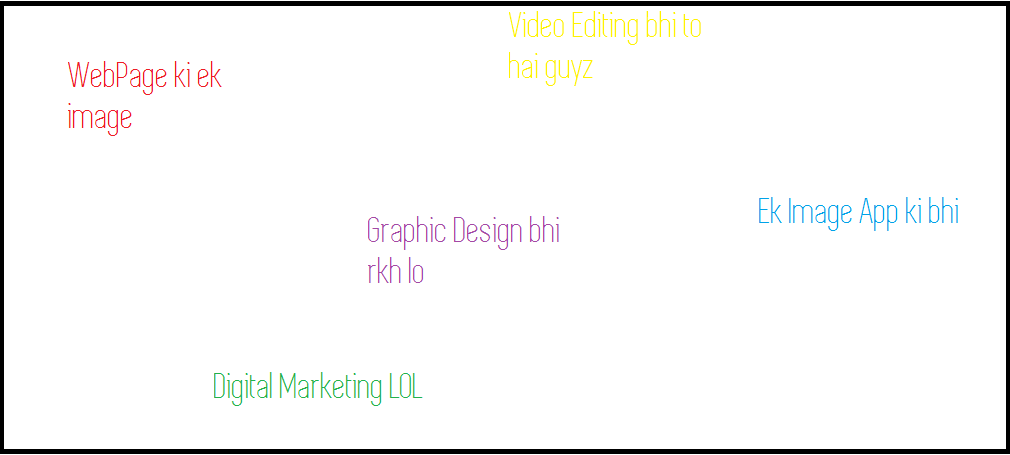 Video Editing bhi to
hai guyz
WebPage ki ek
image
Ek Image App ki bhi
Graphic Design bhi
rkh lo
Digital Marketing LOL